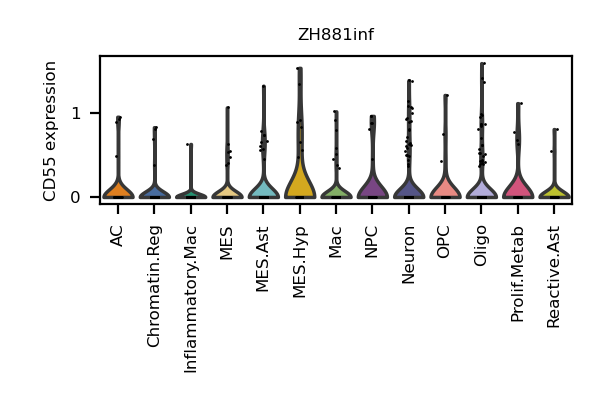 ZH881inf
CD55 expression
1
0
AC
Chromatin.Reg
Inflammatory.Mac
MES
MES.Ast
MES.Hyp
Mac
NPC
Neuron
OPC
Oligo
Prolif.Metab
Reactive.Ast